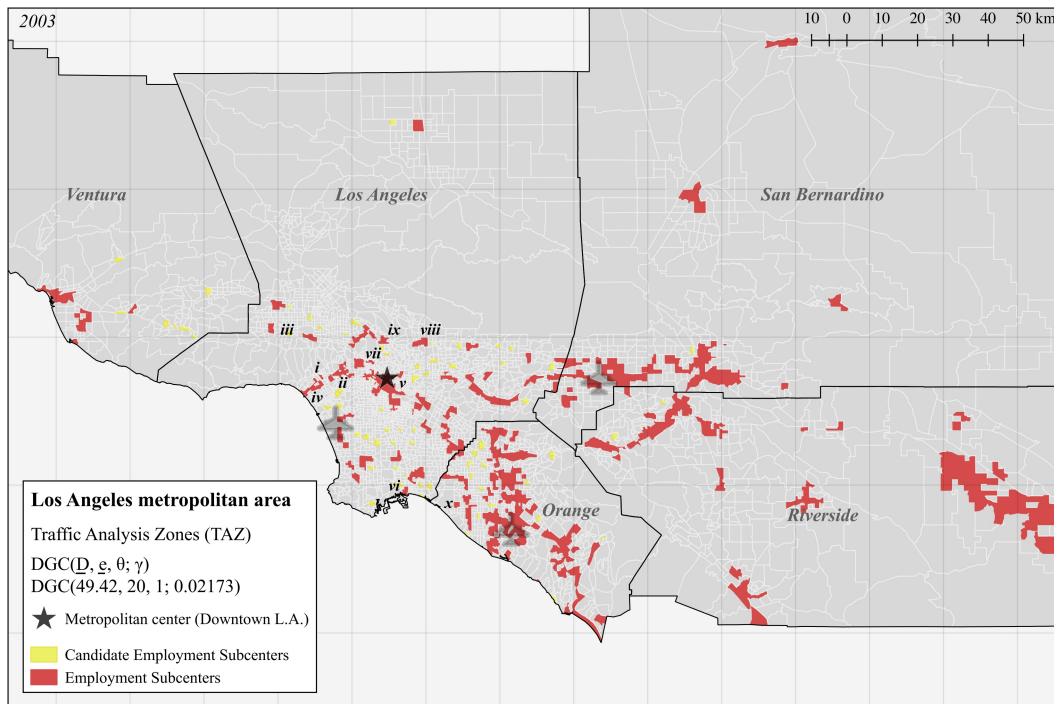 2003
10 0 10 20 30 40 50 km
Ventura
Los Angeles
San Bernardino
iii
ix
viii
vii
i
ii
v
iv
vi
x
Orange
Riverside
Los Angeles metropolitan area
Traffic Analysis Zones (TAZ)
DGC(D, e, θ; γ)
DGC(49.42, 20, 1; 0.02173)
Metropolitan center (Downtown L.A.)
Candidate Employment Subcenters
Employment Subcenters